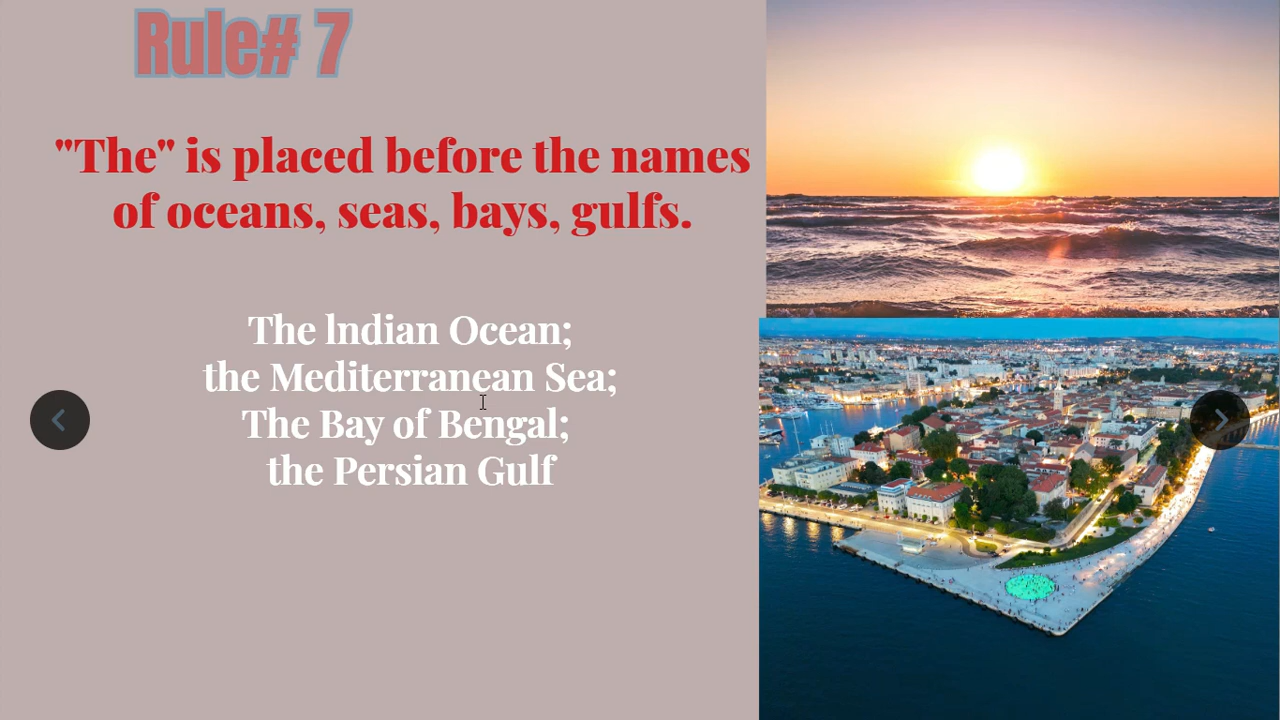 Rule# 7
"The" is placed before the names
of oceans, seas, bays, gulfs.
The lndian Ocean;
the Mediterranean Sea;
The Bay of Bengal;
the Persian Gulf